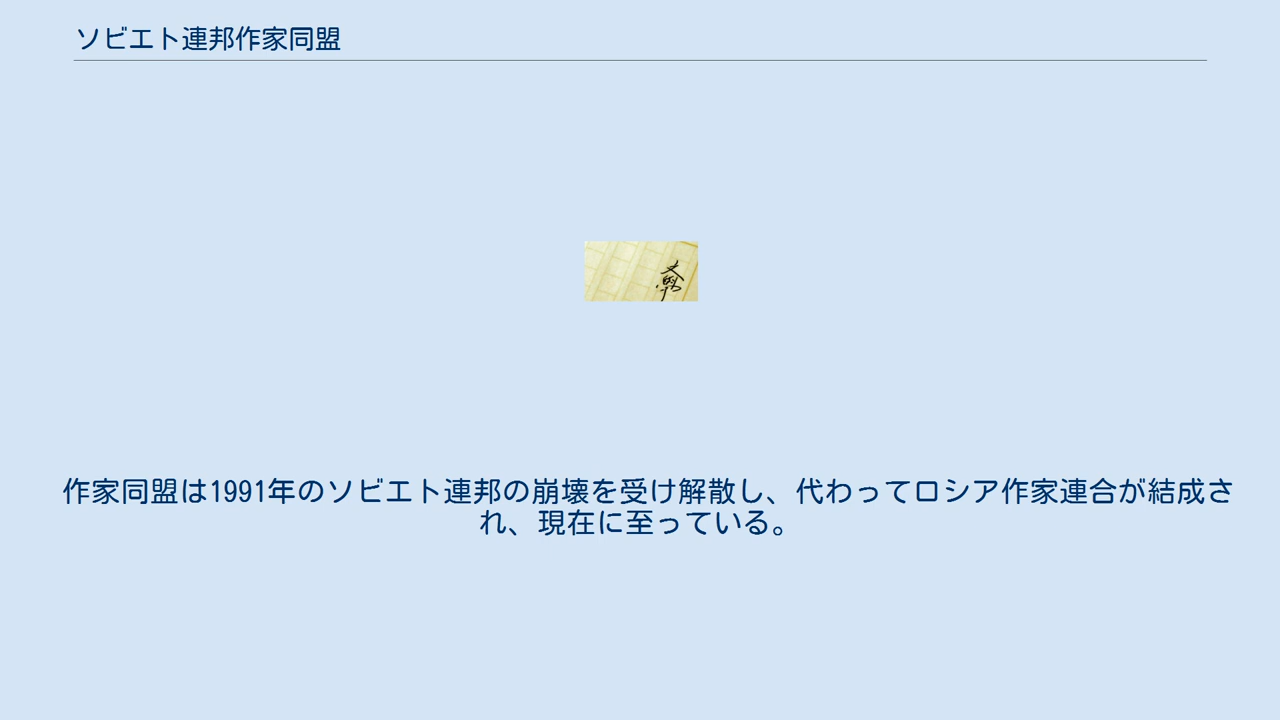 ソビエト連邦作家同盟
作家同盟は1991年のソビエト連邦の崩壊を受け解散し、代わってロシア作家連合が結成さ
れ、現在に至っている。